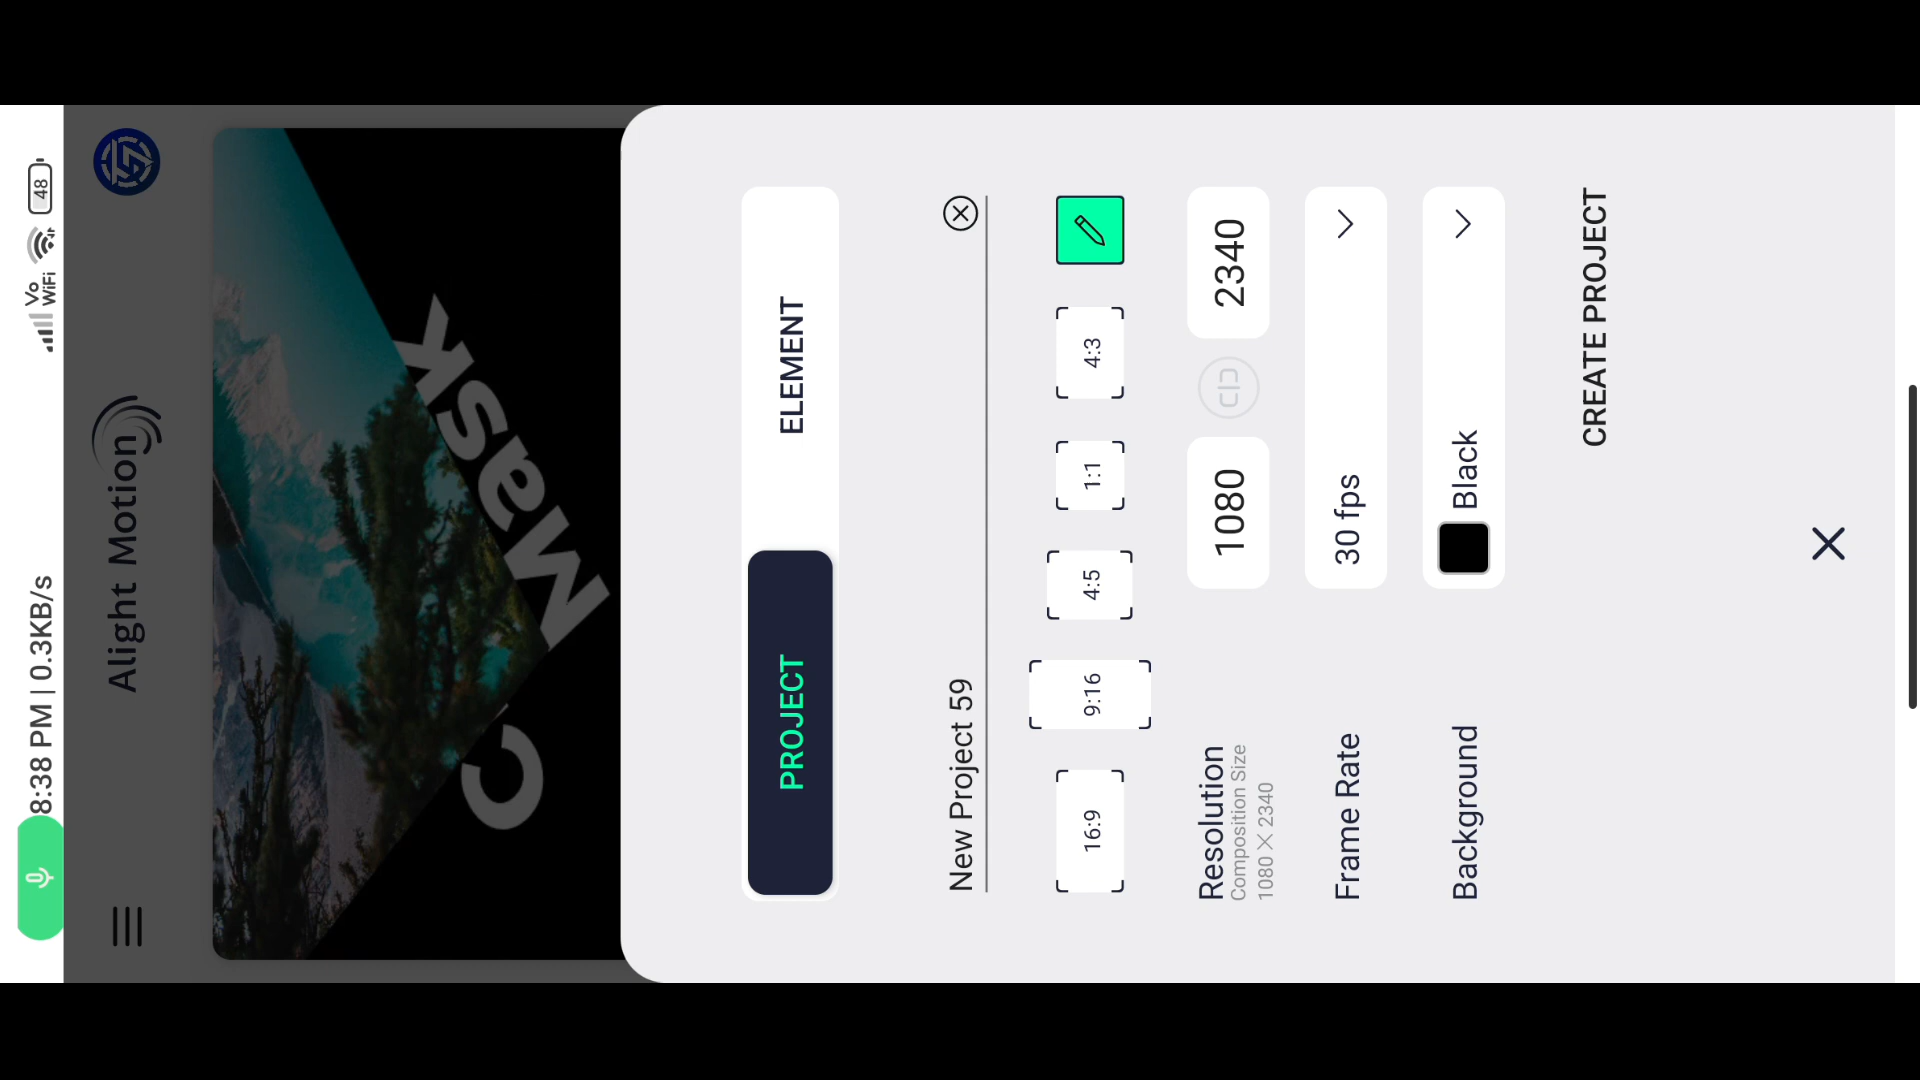 8:38 PM | 0.3KB/s
Vo
WiFi
48
Alight Motion
C Mask
PROJECT
ELEMENT
New Project 59
16:9
9:16
4:5
1:1
4:3
Resolution
Composition Size
1080 X 2340
1080
2340
Frame Rate
30 fps
Background
Black
CREATE PROJECT